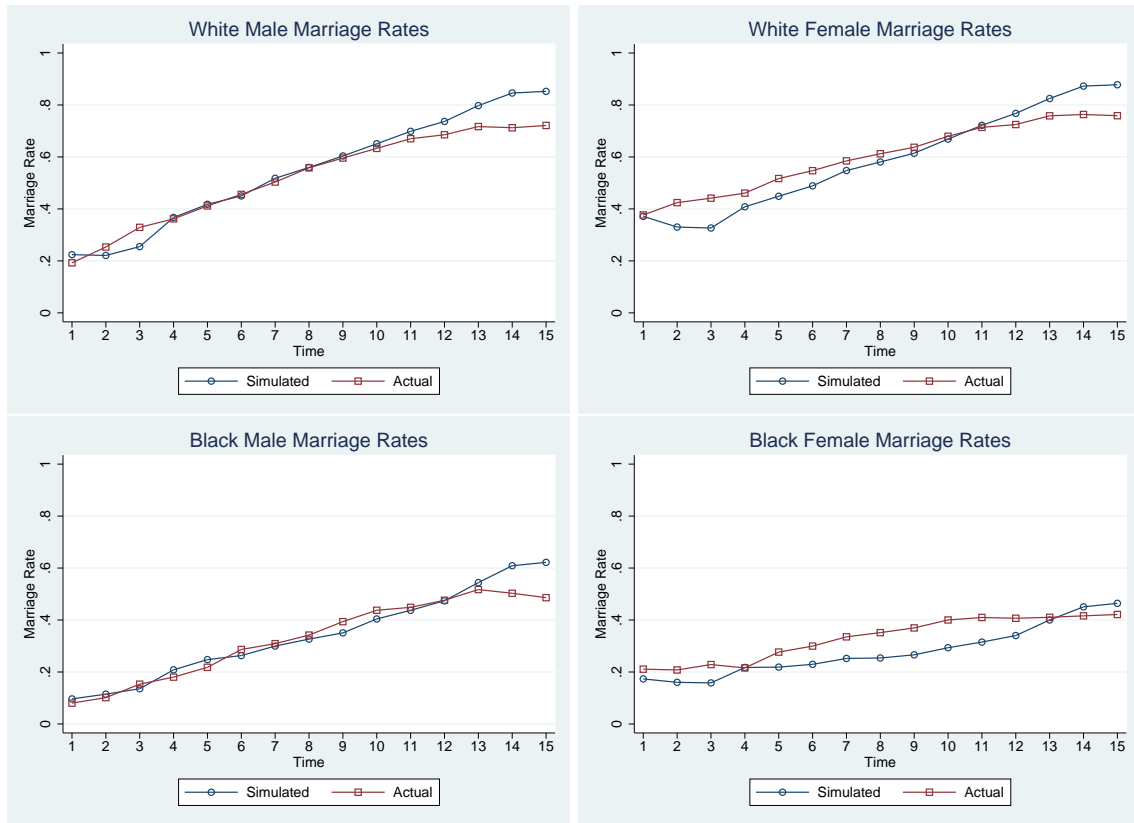 White Male Marriage Rates
Marriage Rate
0 .2 .4 .6 .8 1
1 2 3 4 5 6 7 8 9 10 11 12 13 14 15
Time
Simulated Actual
White Female Marriage Rates
Marriage Rate
0 .2 .4 .6 .8 1
1 2 3 4 5 6 7 8 9 10 11 12 13 14 15
Time
Simulated Actual
Black Male Marriage Rates
Marriage Rate
0 .2 .4 .6 .8 1
1 2 3 4 5 6 7 8 9 10 11 12 13 14 15
Time
Simulated Actual
Black Female Marriage Rates
Marriage Rate
0 .2 .4 .6 .8 1
1 2 3 4 5 6 7 8 9 10 11 12 13 14 15
Time
Simulated Actual